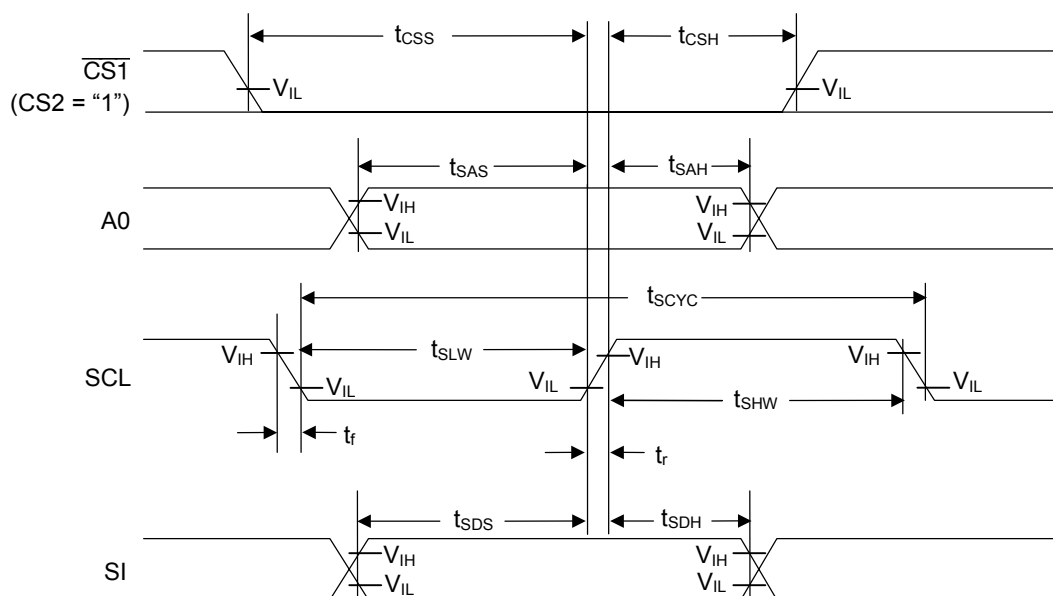 tCSS tCSH
CS1
(CS2 = “1”)
VIL VIL
tSAS tSAH
A0
VIH VIH
VIL VIL
tSCYC
SCL
VIH tSLW VIH VIH
VIL VIL tSHW VIL
tf tr
tSDS tSDH
SI
VIH VIH
VIL VIL